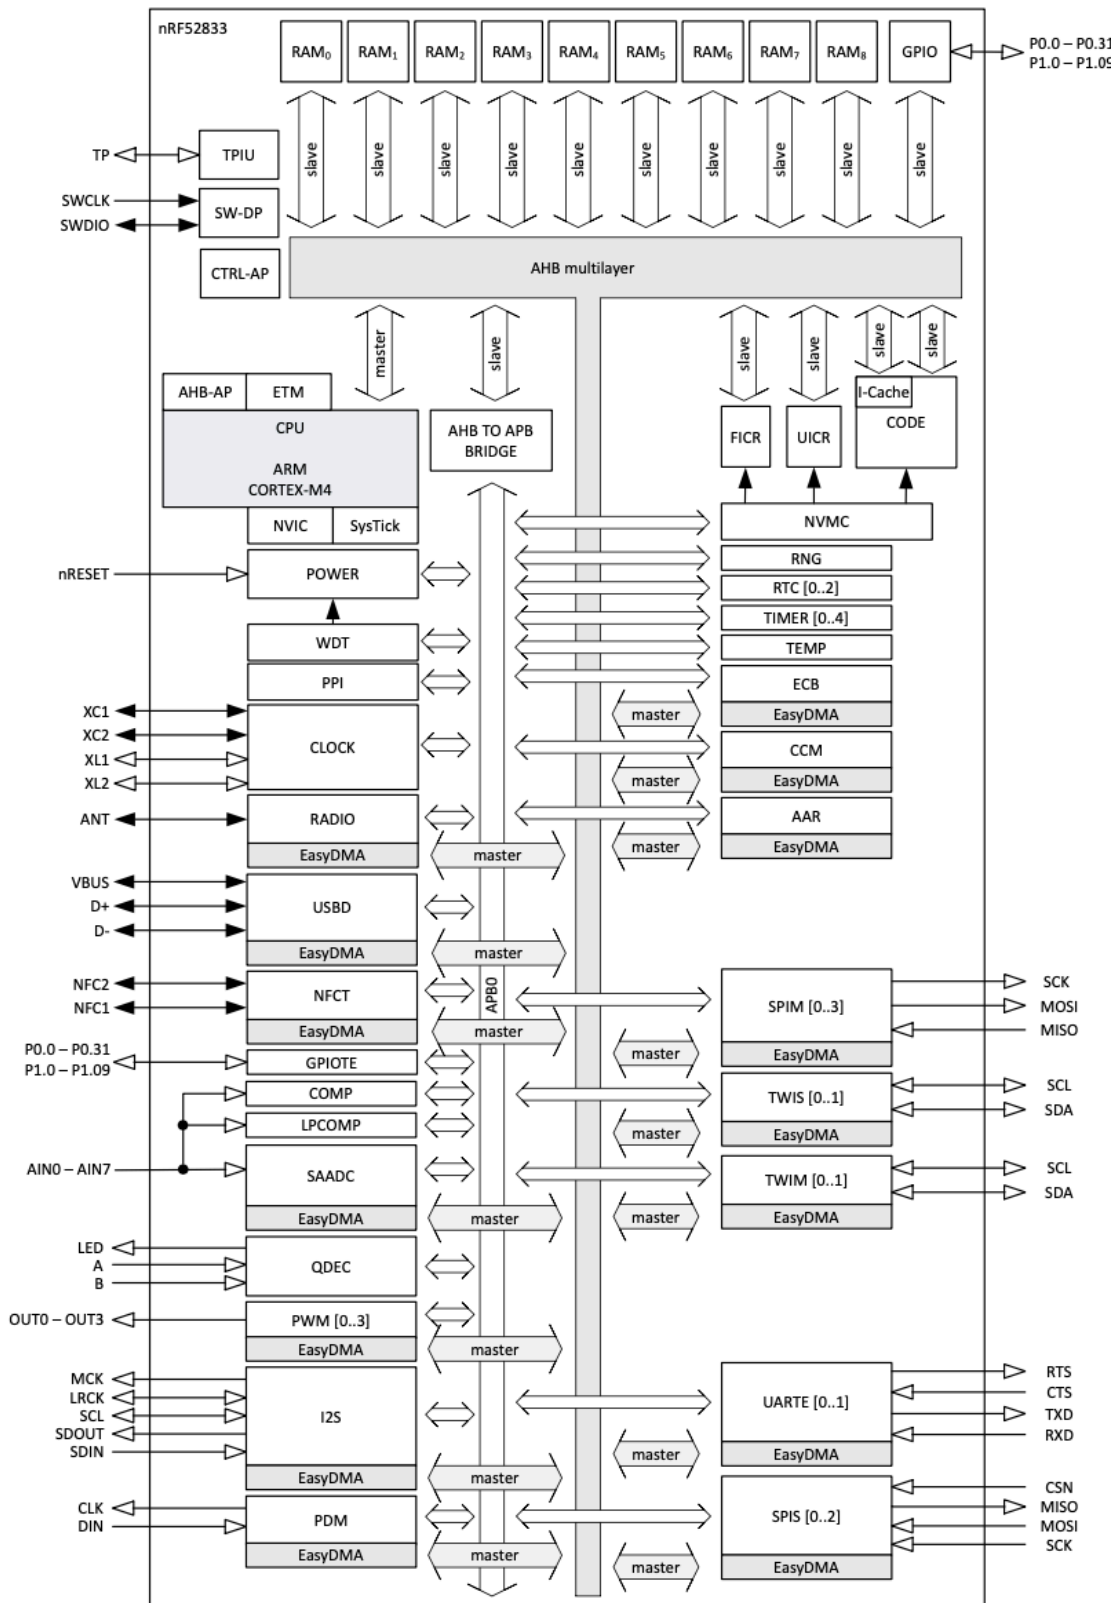 nRF52833
RAM₀ RAM₁ RAM₂ RAM₃ RAM₄ RAM₅ RAM₆ RAM₇ RAM₈ GPIO
P0.0 – P0.31
P1.0 – P1.09
slave slave slave slave slave slave slave slave slave slave
TP TPIU
SWCLK
SWDIO
SW-DP
CTRL-AP
AHB multilayer
master slave slave slave slave slave
AHB-AP ETM
CPU
ARM
CORTEX-M4
NVIC SysTick
AHB TO APB
BRIDGE
FICR UICR
I-Cache
CODE
NVMC
nRESET POWER
RNG
RTC [0..2]
TIMER [0..4]
WDT
TEMP
PPI
ECB
EasyDMA
master
XC1
XC2
XL1
XL2
CLOCK
CCM
EasyDMA
master
ANT RADIO
EasyDMA
master
AAR
EasyDMA
master
VBUS
D+
D-
USBD
EasyDMA
master
APB0
NFC2
NFC1
NFCT
EasyDMA
master
SPIM [0..3]
EasyDMA
master
SCK
MOSI
MISO
P0.0 – P0.31
P1.0 – P1.09
GPIOTE
COMP
LPCOMP
TWIS [0..1]
EasyDMA
master
SCL
SDA
AIN0 – AIN7
SAADC
EasyDMA
master
TWIM [0..1]
EasyDMA
master
SCL
SDA
LED
A
B
QDEC
OUT0 – OUT3
PWM [0..3]
EasyDMA
master
MCK
LRCK
SCL
SDOUT
SDIN
I2S
EasyDMA
master
UARTE [0..1]
EasyDMA
master
RTS
CTS
TXD
RXD
CLK
DIN
PDM
EasyDMA
master
SPIS [0..2]
EasyDMA
master
CSN
MISO
MOSI
SCK